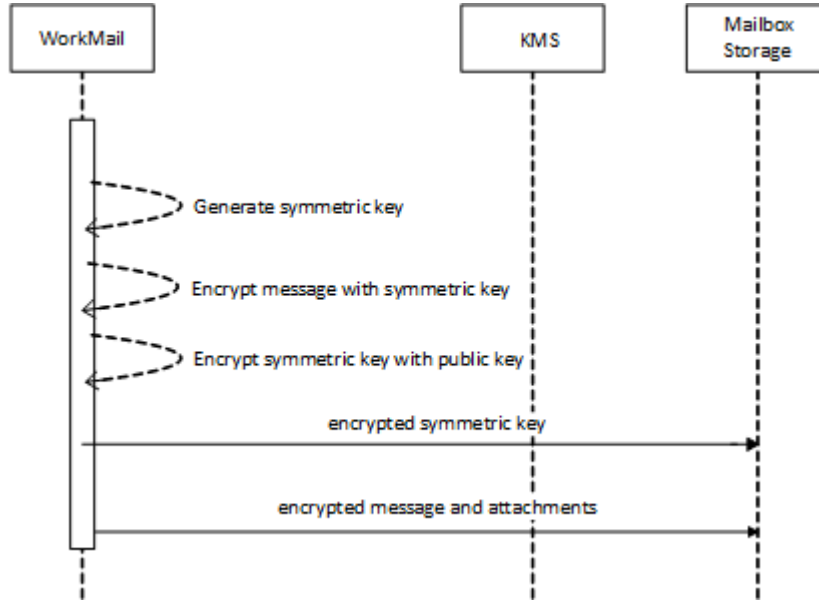 WorkMail
KMS
Mailbox
Storage
Generate symmetric key
Encrypt message with symmetric key
Encrypt symmetric key with public key
encrypted symmetric key
encrypted message and attachments